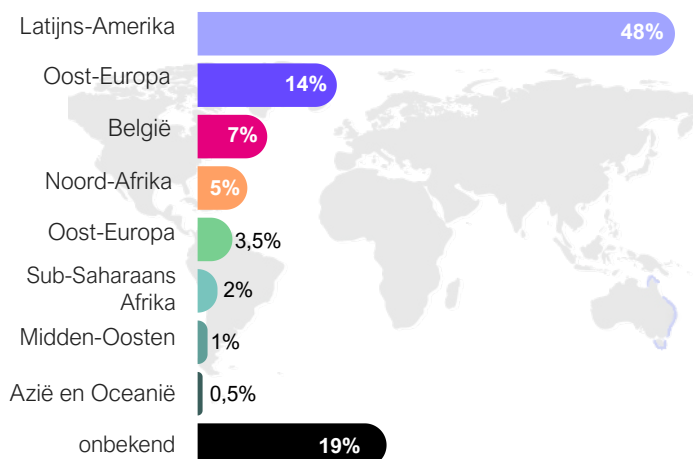 Latijns-Amerika 48%
Oost-Europa 14%
België 7%
Noord-Afrika 5%
Oost-Europa 3,5%
Sub-Saharaans
Afrika 2%
Midden-Oosten 1%
Azië en Oceanië 0,5%
onbekend 19%